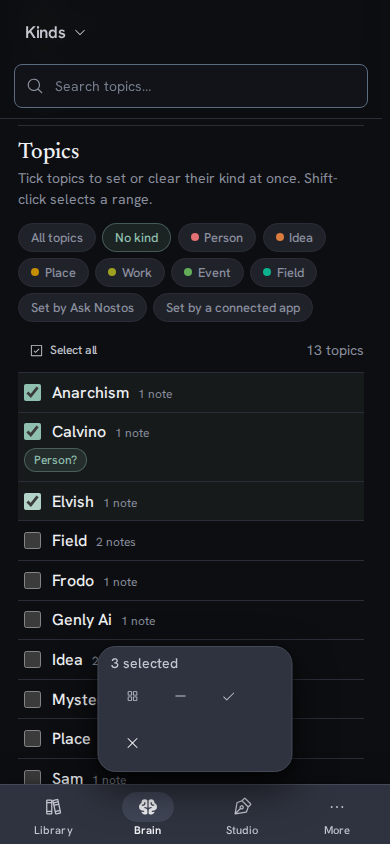 Kinds
Search topics...
Topics
Tick topics to set or clear their kind at once. Shift-
click selects a range.
All topics No kind Person Idea
Place Work Event Field
Set by Ask Nostos Set by a connected app
Select all 13 topics
Anarchism 1 note
Calvino 1 note
Person?
Elvish 1 note
Field 2 notes
Frodo 1 note
Genly Ai 1 note
Idea 2
3 selected
Place
Sam 1 note
Library Brain Studio More